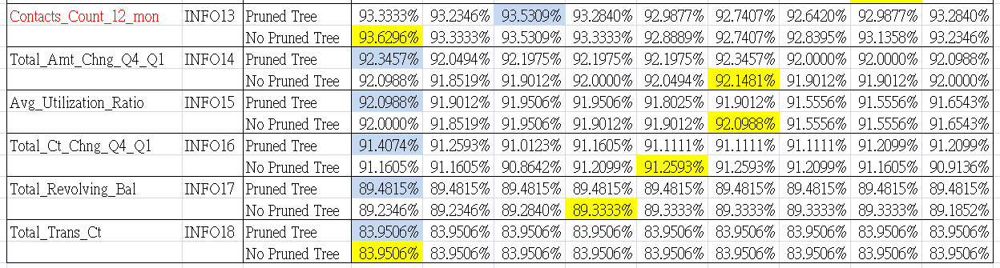 Contacts_Count_12_mon INFO13 Pruned Tree 93.3333% 93.2346% 93.5309% 93.2840% 92.9877% 92.7407% 92.6420% 92.9877% 93.2840%
No Pruned Tree 93.6296% 93.3333% 93.5309% 93.3333% 92.8889% 92.7407% 92.8395% 93.1358% 93.2346%
Total_Amt_Chng_Q4_Q1 INFO14 Pruned Tree 92.3457% 92.0494% 92.1975% 92.1975% 92.1975% 92.3457% 92.0000% 92.0000% 92.0988%
No Pruned Tree 92.0988% 91.8519% 91.9012% 92.0000% 92.0494% 92.1481% 91.9012% 91.9012% 92.0000%
Avg_Utilization_Ratio INFO15 Pruned Tree 92.0988% 91.9012% 91.9506% 91.9506% 91.8025% 91.9012% 91.5556% 91.5556% 91.6543%
No Pruned Tree 92.0000% 91.8519% 91.9506% 91.9012% 91.9012% 92.0988% 91.5556% 91.5556% 91.6543%
Total_Ct_Chng_Q4_Q1 INFO16 Pruned Tree 91.4074% 91.2593% 91.0123% 91.1605% 91.1111% 91.1111% 91.1111% 91.2099% 91.2099%
No Pruned Tree 91.1605% 91.1605% 90.8642% 91.2099% 91.2593% 91.2593% 91.2099% 91.1605% 90.9136%
Total_Revolving_Bal INFO17 Pruned Tree 89.4815% 89.4815% 89.4815% 89.4815% 89.4815% 89.4815% 89.4815% 89.4815% 89.4815%
No Pruned Tree 89.2346% 89.2346% 89.2840% 89.3333% 89.3333% 89.3333% 89.3333% 89.3333% 89.1852%
Total_Trans_Ct INFO18 Pruned Tree 83.9506% 83.9506% 83.9506% 83.9506% 83.9506% 83.9506% 83.9506% 83.9506% 83.9506%
No Pruned Tree 83.9506% 83.9506% 83.9506% 83.9506% 83.9506% 83.9506% 83.9506% 83.9506% 83.9506%